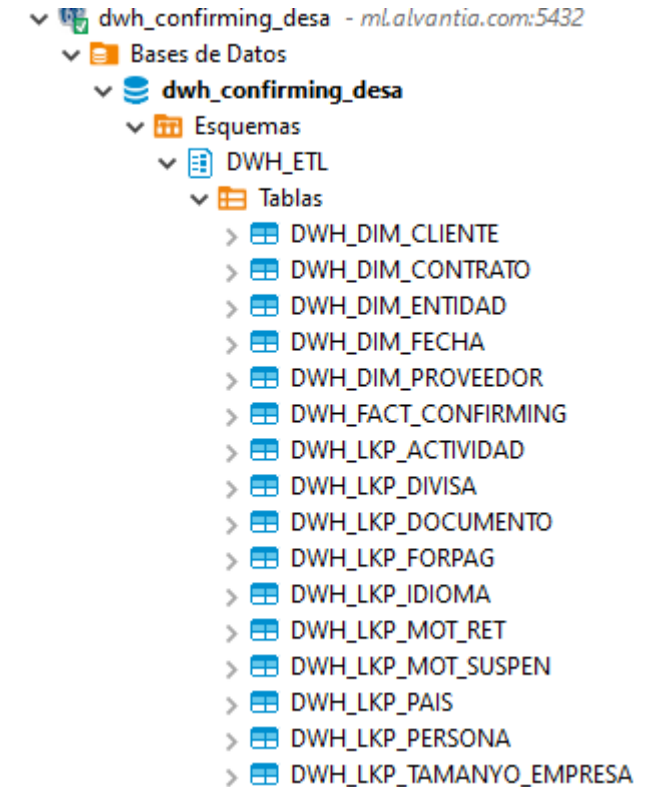 dwh_confirming_desa - ml.alvantia.com:5432
Bases de Datos
dwh_confirming_desa
Esquemas
DWH_ETL
Tablas
DWH_DIM_CLIENTE
DWH_DIM_CONTRATO
DWH_DIM_ENTIDAD
DWH_DIM_FECHA
DWH_DIM_PROVEEDOR
DWH_FACT_CONFIRMING
DWH_LKP_ACTIVIDAD
DWH_LKP_DIVISA
DWH_LKP_DOCUMENTO
DWH_LKP_FORPAG
DWH_LKP_IDIOMA
DWH_LKP_MOT_RET
DWH_LKP_MOT_SUSPEN
DWH_LKP_PAIS
DWH_LKP_PERSONA
DWH_LKP_TAMANYO_EMPRESA